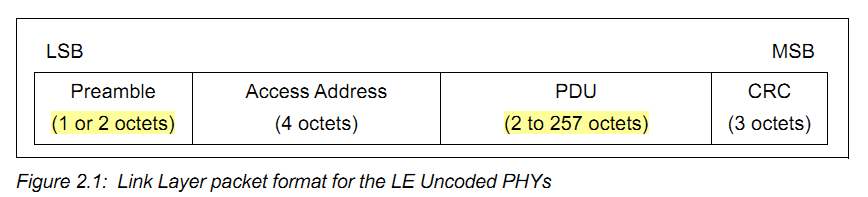 LSB MSB
Preamble Access Address PDU CRC
(1 or 2 octets) (4 octets) (2 to 257 octets) (3 octets)
Figure 2.1: Link Layer packet format for the LE Uncoded PHYs